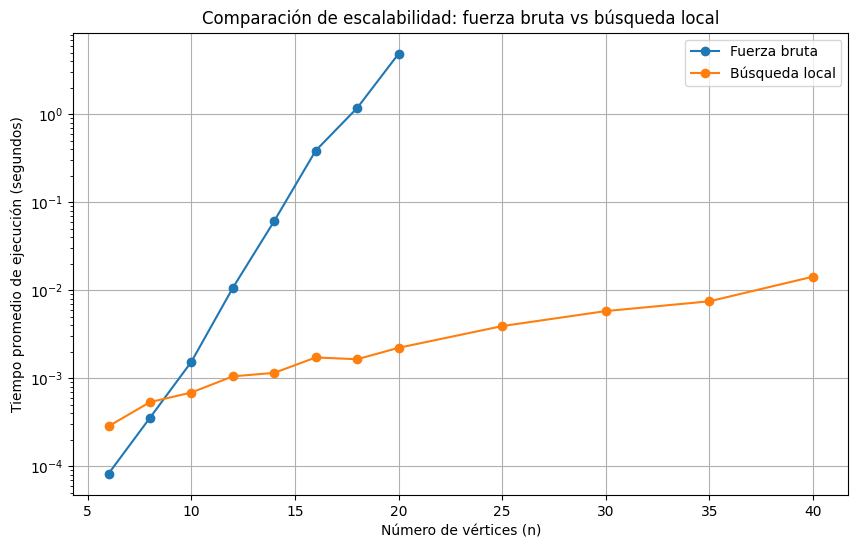 Comparación de escalabilidad: fuerza bruta vs búsqueda local
Fuerza bruta
Búsqueda local
Tiempo promedio de ejecución (segundos)
10⁰
10⁻¹
10⁻²
10⁻³
10⁻⁴
5 10 15 20 25 30 35 40
Número de vértices (n)